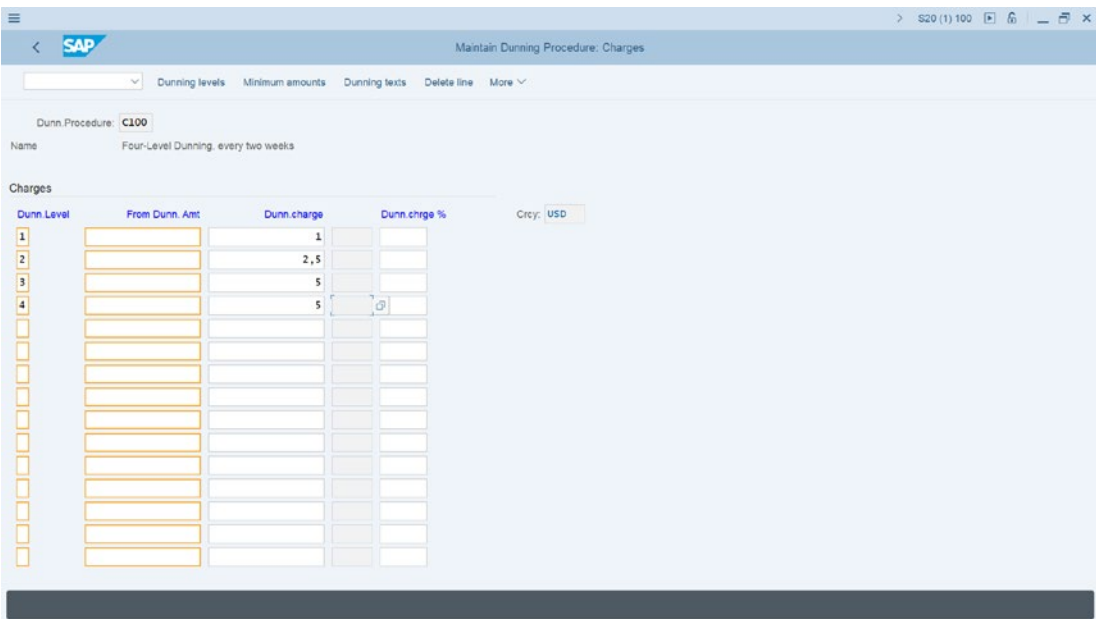 S20 (1) 100
SAP
Maintain Dunning Procedure: Charges
Dunning levels Minimum amounts Dunning texts Delete line More
Dunn.Procedure: C100
Name Four-Level Dunning, every two weeks
Charges
Dunn.Level From Dunn. Amt Dunn.charge Dunn.chrge % Crcy: USD
1 1
2 2,5
3 5
4 5